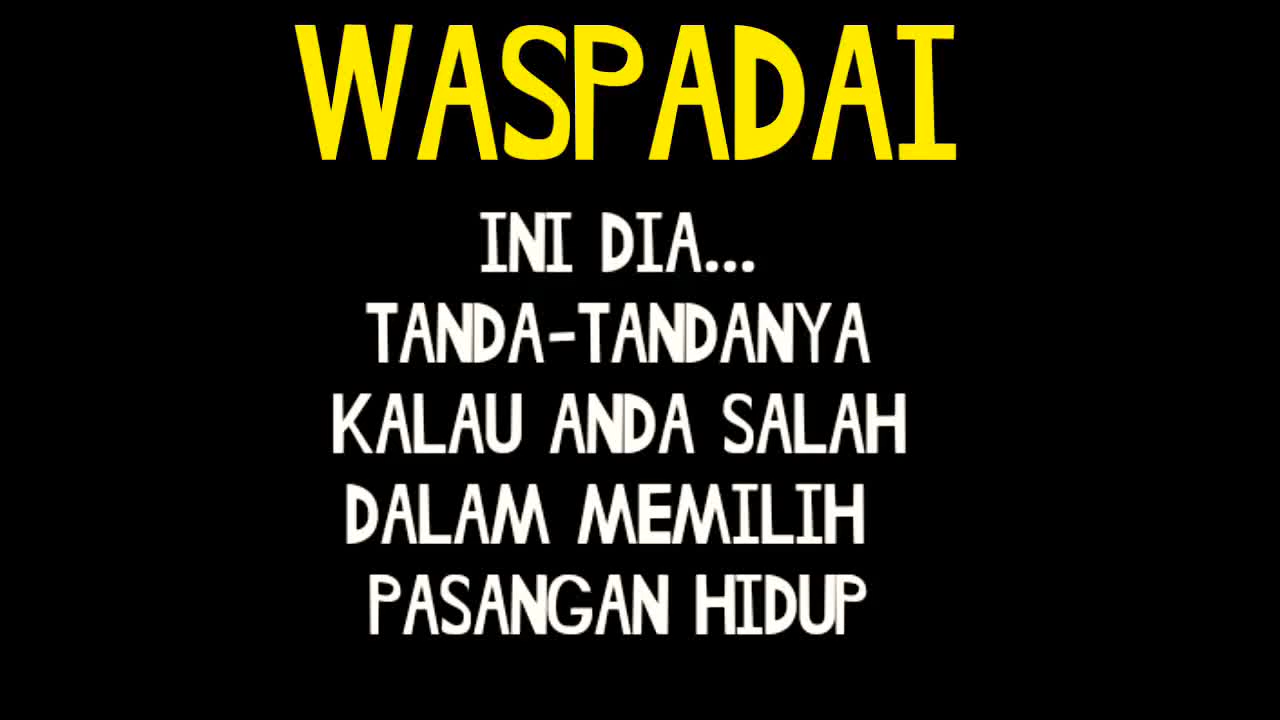 WASPADAI
INI DIA...
TANDA-TANDANYA
KALAU ANDA SALAH
DALAM MEMILIH
PASANGAN HIDUP